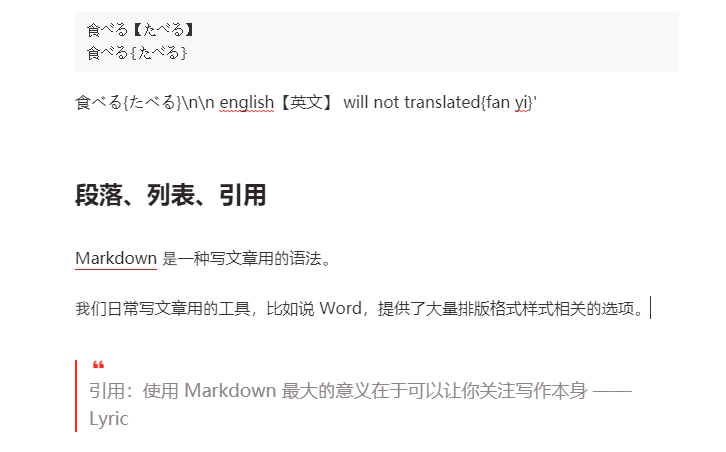 食べる【たべる】
食べる{たべる}
食べる{たべる}\n\n english【英文】 will not translated{fan yi}'
段落、列表、引用
Markdown 是一种写文章用的语法。
我们日常写文章用的工具，比如说 Word，提供了大量排版格式样式相关的选项。
❝
引用：使用 Markdown 最大的意义在于可以让你关注写作本身 ——
Lyric